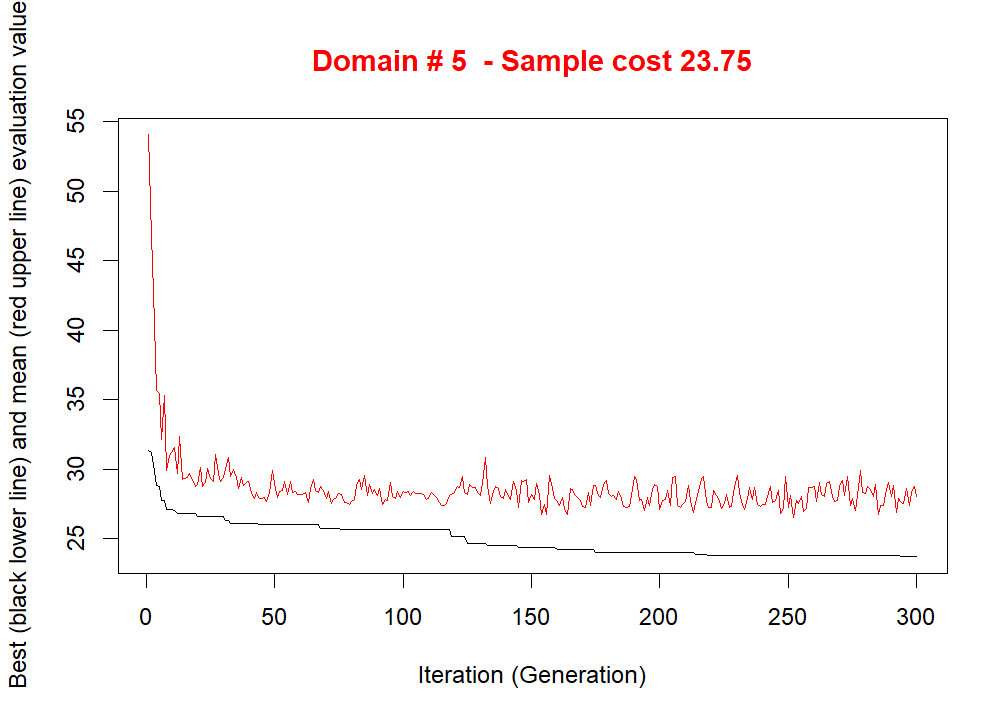 Domain # 5  - Sample cost 23.75
Best (black lower line) and mean (red upper line) evaluation value
55
50
45
40
35
30
25
0 50 100 150 200 250 300
Iteration (Generation)